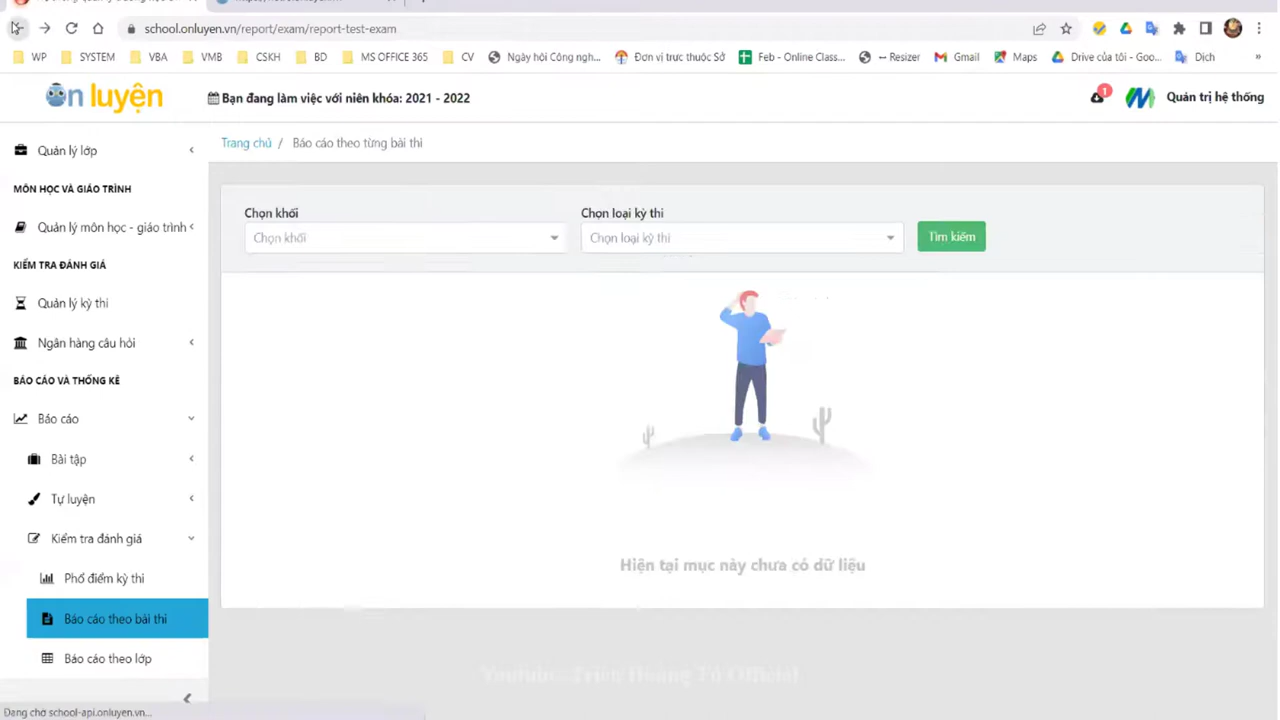 school.onluyen.vn/report/exam/report-test-exam
WP SYSTEM VBA VMB CSKH BD MS OFFICE 365 CV Ngày hội Công ngh... Đơn vị trực thuộc Sở Feb - Online Class... -- Resizer Gmail Maps Drive của tôi - Goo... Dịch »
Ôn luyện
Bạn đang làm việc với niên khóa: 2021 - 2022
1
Quản trị hệ thống
Trang chủ / Báo cáo theo từng bài thi
Quản lý lớp
MÔN HỌC VÀ GIÁO TRÌNH
Quản lý môn học - giáo trình
KIỂM TRA ĐÁNH GIÁ
Quản lý kỳ thi
Ngân hàng câu hỏi
BÁO CÁO VÀ THỐNG KÊ
Báo cáo
Bài tập
Tự luyện
Kiểm tra đánh giá
Phổ điểm kỳ thi
Báo cáo theo bài thi
Báo cáo theo lớp
Chọn khối
Chọn loại kỳ thi
Chọn khối
Chọn loại kỳ thi
Tìm kiếm
Hiện tại mục này chưa có dữ liệu
Đang chờ school-api.onluyen.vn...